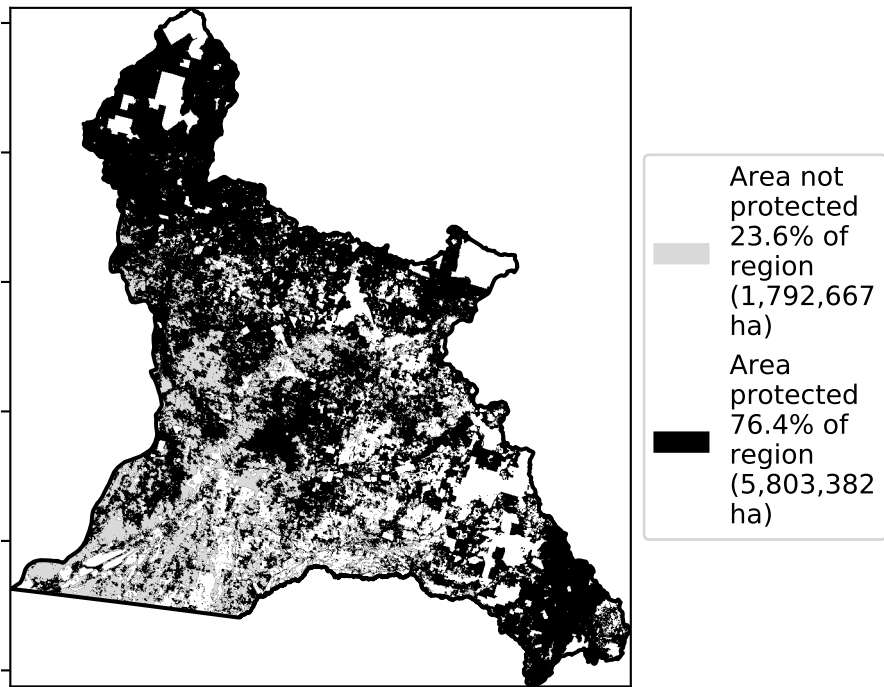 Area not
protected
23.6% of
region
(1,792,667
ha)
Area
protected
76.4% of
region
(5,803,382
ha)